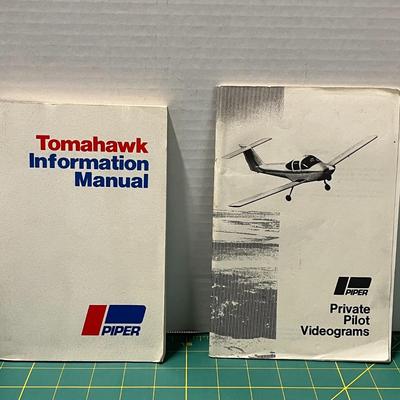 Tomahawk
Information
Manual
PIPER
PIPER
Private
Pilot
Videograms